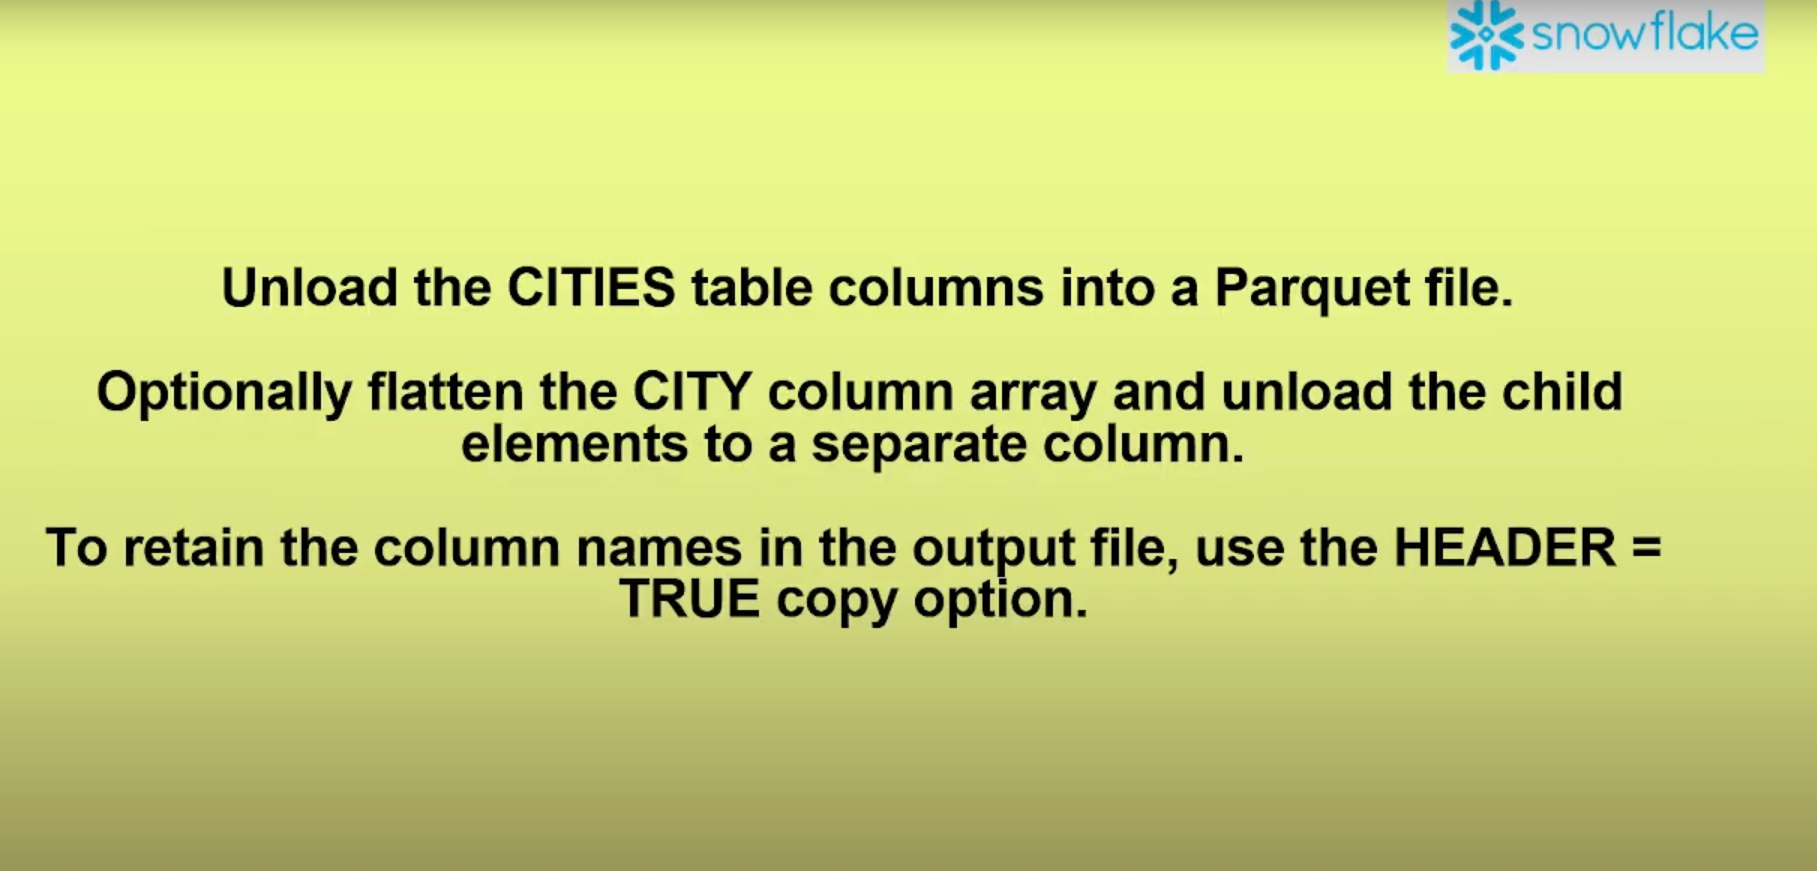 snowflake
Unload the CITIES table columns into a Parquet file.
Optionally flatten the CITY column array and unload the child
elements to a separate column.
To retain the column names in the output file, use the HEADER =
TRUE copy option.